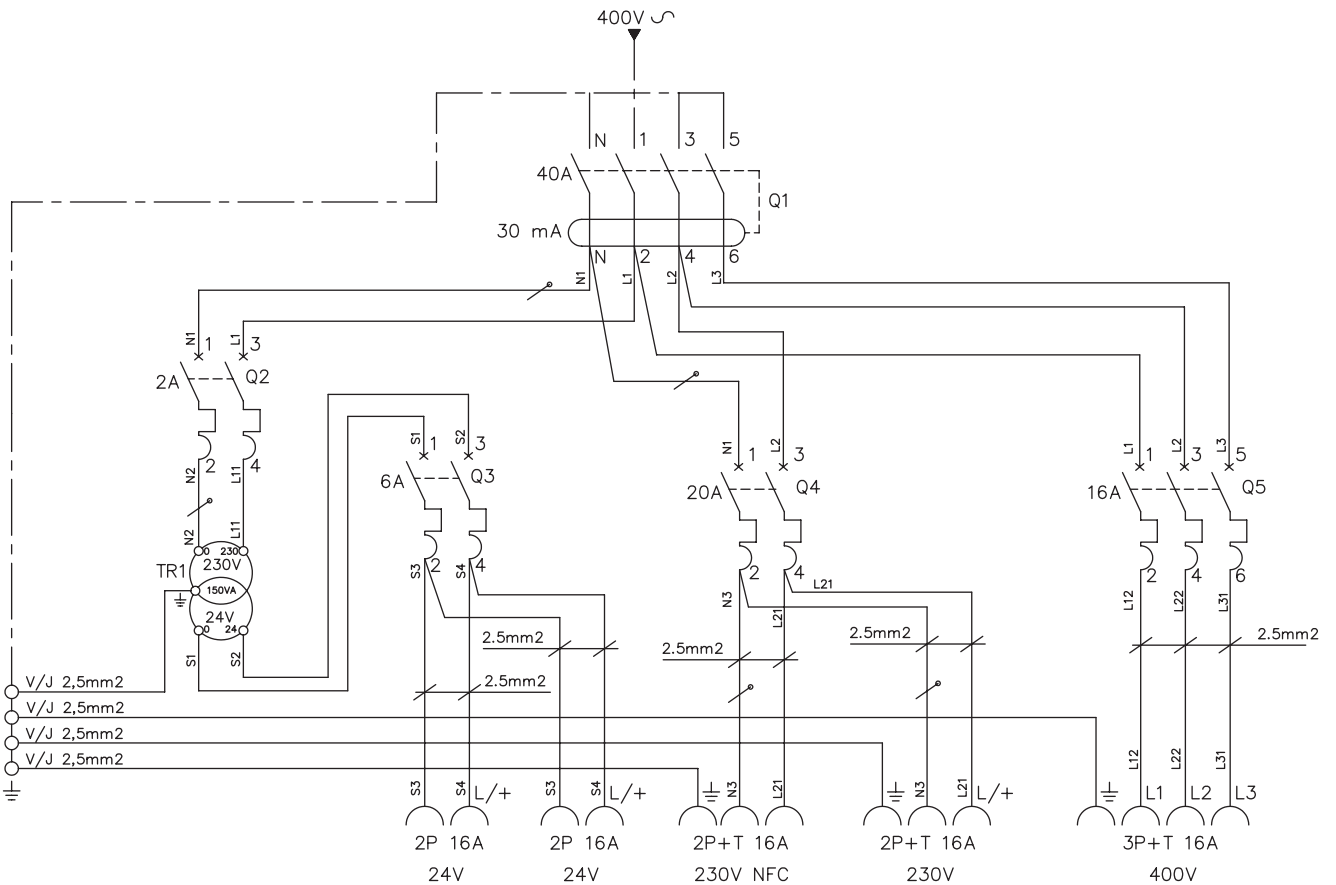 400V
N 1 3 5
40A
Q1
30 mA
N 2 4 6
N1 L1 L2 L3
N1 1 L1 3
2A Q2
2 4
N2 L11
N2 L11
0 230
230V
TR1
150VA
24V
0 24
S1 S2
S1 1 S2 3
6A Q3
2 4
S3 S4
N1 1 L2 3
20A Q4
2 4
L21
N3 L21
L1 1 L2 3 L3 5
16A Q5
2 4 6
L12 L22 L31
2.5mm2
2.5mm2
2.5mm2
2.5mm2
2.5mm2
V/J 2,5mm2
V/J 2,5mm2
V/J 2,5mm2
V/J 2,5mm2
S3 S4 L/+
S3 S4 L/+
N3 L21
N3 L21 L/+
L12 L1 L22 L2 L31 L3
2P 16A
24V
2P 16A
24V
2P+T 16A
230V NFC
2P+T 16A
230V
3P+T 16A
400V